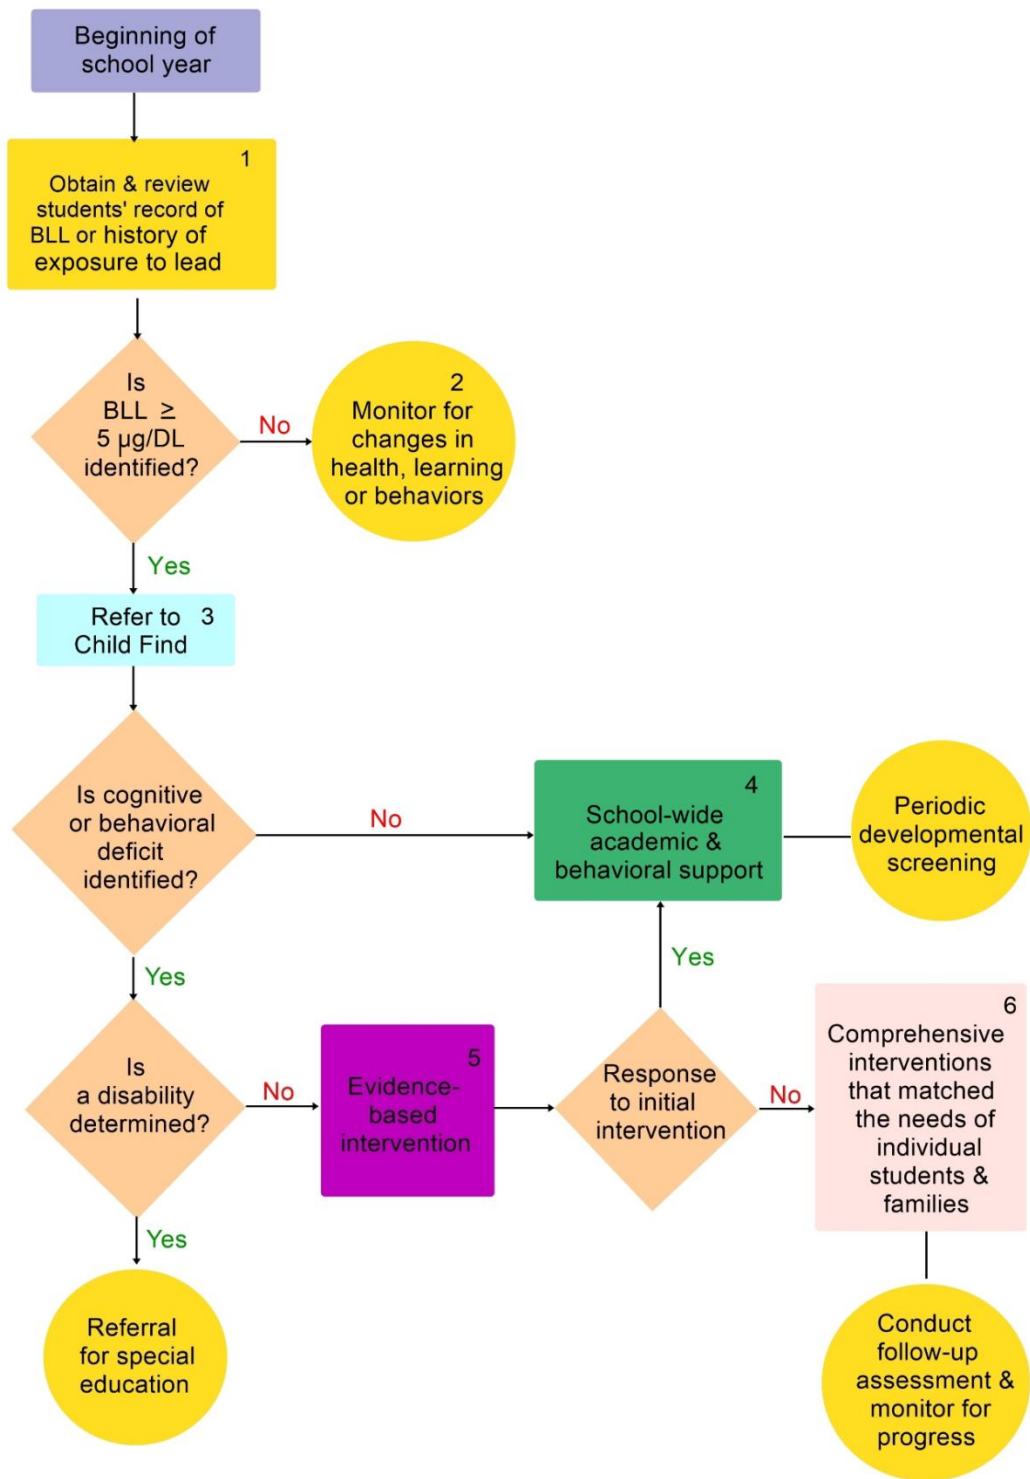 Beginning of
school year
1
Obtain & review
students' record of
BLL or history of
exposure to lead
Is
BLL ≥
5 µg/DL
identified?
No
2
Monitor for
changes in
health, learning
or behaviors
Yes
Refer to 3
Child Find
Is cognitive
or behavioral
deficit
identified?
No
4
School-wide
academic &
behavioral support
Periodic
developmental
screening
Yes
Is
a disability
determined?
No
5
Evidence-
based
intervention
Response
to initial
intervention
Yes
No
6
Comprehensive
interventions
that matched
the needs of
individual
students &
families
Yes
Referral
for special
education
Conduct
follow-up
assessment &
monitor for
progress